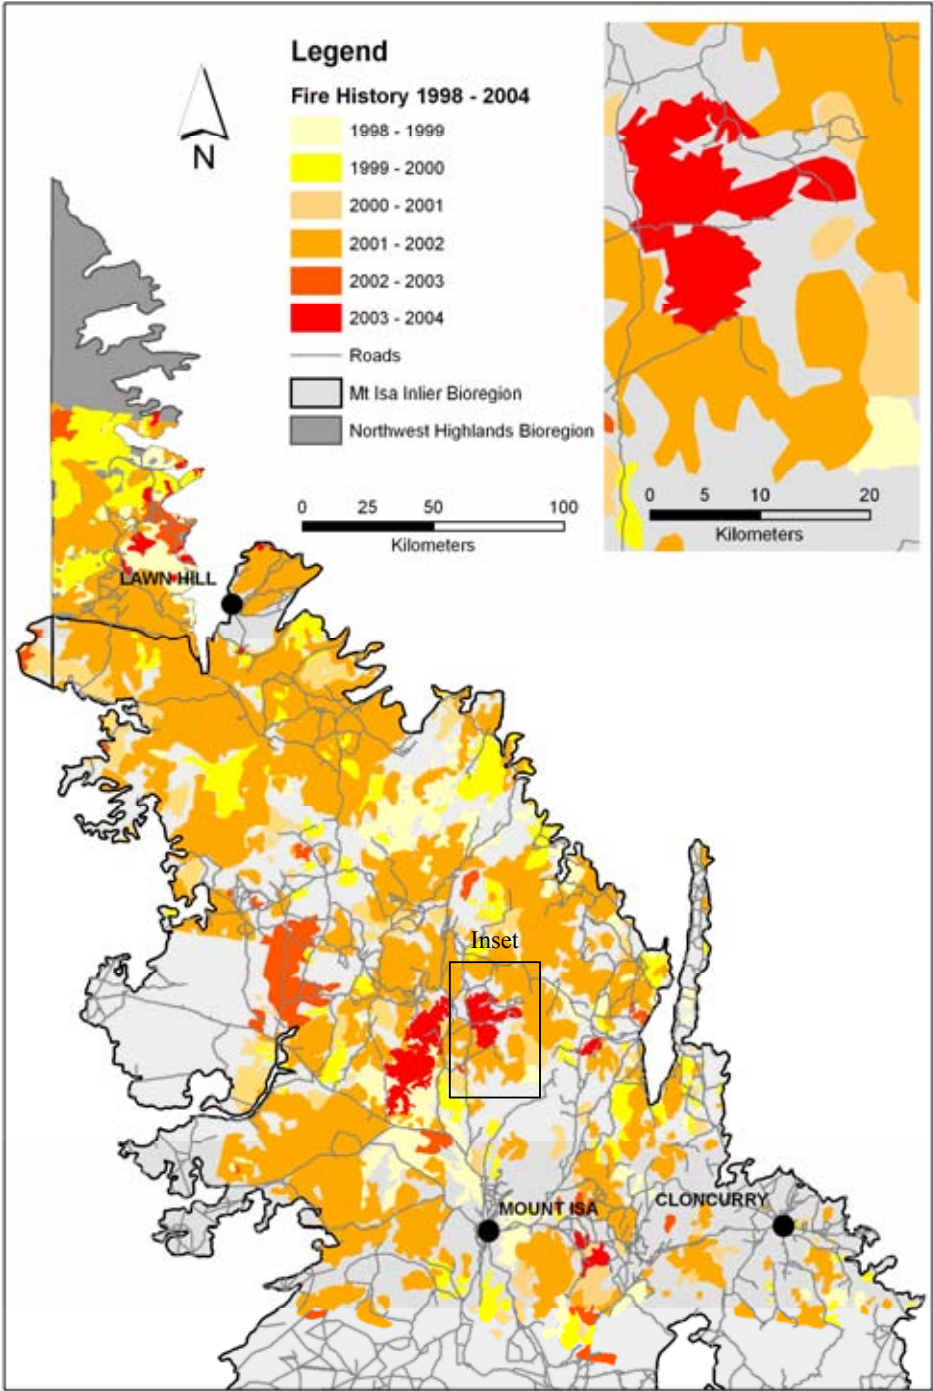 Legend
Fire History 1998 - 2004
1998 - 1999
1999 - 2000
2000 - 2001
2001 - 2002
2002 - 2003
2003 - 2004
Roads
Mt Isa Inlier Bioregion
Northwest Highlands Bioregion
N
0 25 50 100
Kilometers
0 5 10 20
Kilometers
LAWN HILL
Inset
MOUNT ISA
CLONCURRY